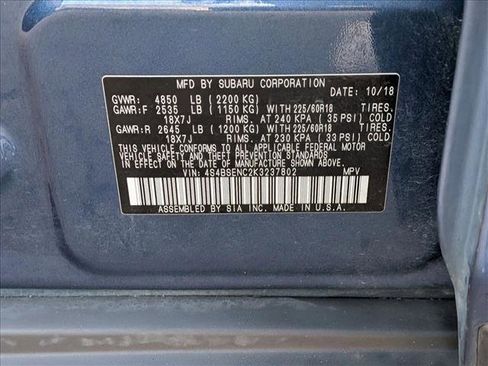 MFD BY SUBARU CORPORATION 10/18
GVWR: 4850 LB (2200 KG)
GAWR:F 2535 LB (1150 KG) WITH 225/60R18 TIRES.
18X7J RIMS. AT 240 KPA (35 PSI) COLD
GAWR:R 2645 LB (1200 KG) WITH 225/60R18 TIRES.
18X7J RIMS. AT 230 KPA (33 PSI) COLD
THIS VEHICLE CONFORMS TO ALL APPLICABLE FEDERAL MOTOR
VEHICLE SAFETY AND THEFT PREVENTION STANDARDS IN EFFECT
ON THE DATE OF MANUFACTURE SHOWN ABOVE.
VIN: 4S4BSENC2K3237802 MPV
ASSEMBLED BY SIA INC. MADE IN U.S.A.